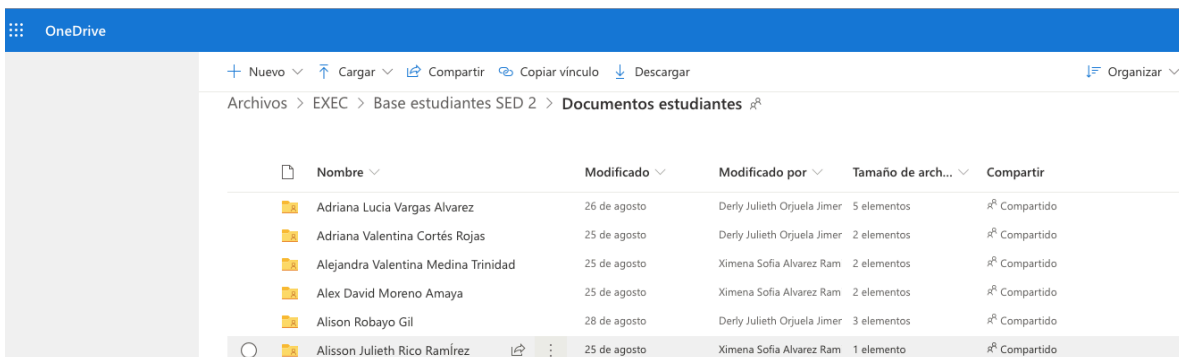 OneDrive
Nuevo Cargar Compartir Copiar vínculo Descargar Organizar
Archivos > EXEC > Base estudiantes SED 2 > Documentos estudiantes
Nombre Modificado Modificado por Tamaño de arch... Compartir
Adriana Lucia Vargas Alvarez 26 de agosto Derly Julieth Orjuela Jimer 5 elementos Compartido
Adriana Valentina Cortés Rojas 25 de agosto Derly Julieth Orjuela Jimer 2 elementos Compartido
Alejandra Valentina Medina Trinidad 25 de agosto Ximena Sofia Alvarez Ram 2 elementos Compartido
Alex David Moreno Amaya 25 de agosto Ximena Sofia Alvarez Ram 2 elementos Compartido
Alison Robayo Gil 28 de agosto Derly Julieth Orjuela Jimer 3 elementos Compartido
Alisson Julieth Rico RamÍrez 25 de agosto Ximena Sofia Alvarez Ram 1 elemento Compartido